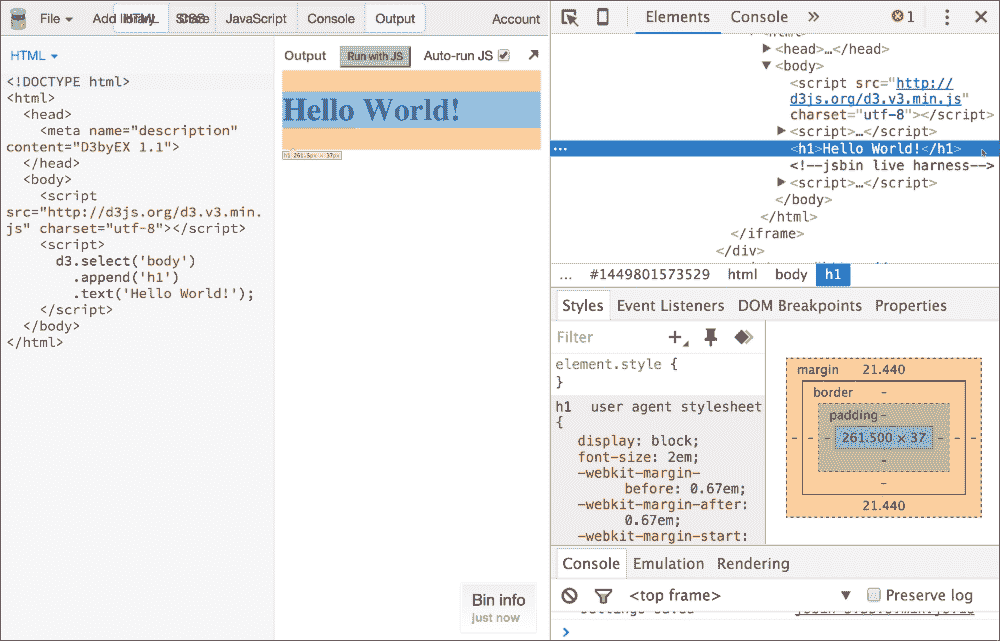 File ▾ Add library HTML CSS JavaScript Console Output Account
HTML ▾
<!DOCTYPE html>
<html>
<head>
<meta name="description"
content="D3byEX 1.1">
</head>
<body>
<script
src="http://d3js.org/d3.v3.min.
js" charset="utf-8"></script>
<script>
d3.select('body')
.append('h1')
.text('Hello World!');
</script>
</body>
</html>
Output Run with JS Auto-run JS
Hello World!
h1 261.5px × 37px
Bin info
just now
Elements Console » 1
<html>
▶<head>…</head>
▼<body>
<script src="http://
d3js.org/d3.v3.min.js"
charset="utf-8"></script>
▶<script>…</script>
… <h1>Hello World!</h1>
<!--jsbin live harness-->
▶<script>…</script>
</body>
</html>
</iframe>
</div>
... #1449801573529 html body h1
Styles Event Listeners DOM Breakpoints Properties
Filter
element.style {
}
h1 user agent stylesheet
{
display: block;
font-size: 2em;
-webkit-margin-
before: 0.67em;
-webkit-margin-after:
0.67em;
-webkit-margin-start:
margin 21.440
border -
padding -
- - - 261.500 × 37 - - -
-
-
21.440
Console Emulation Rendering
<top frame> ▼ Preserve log
>